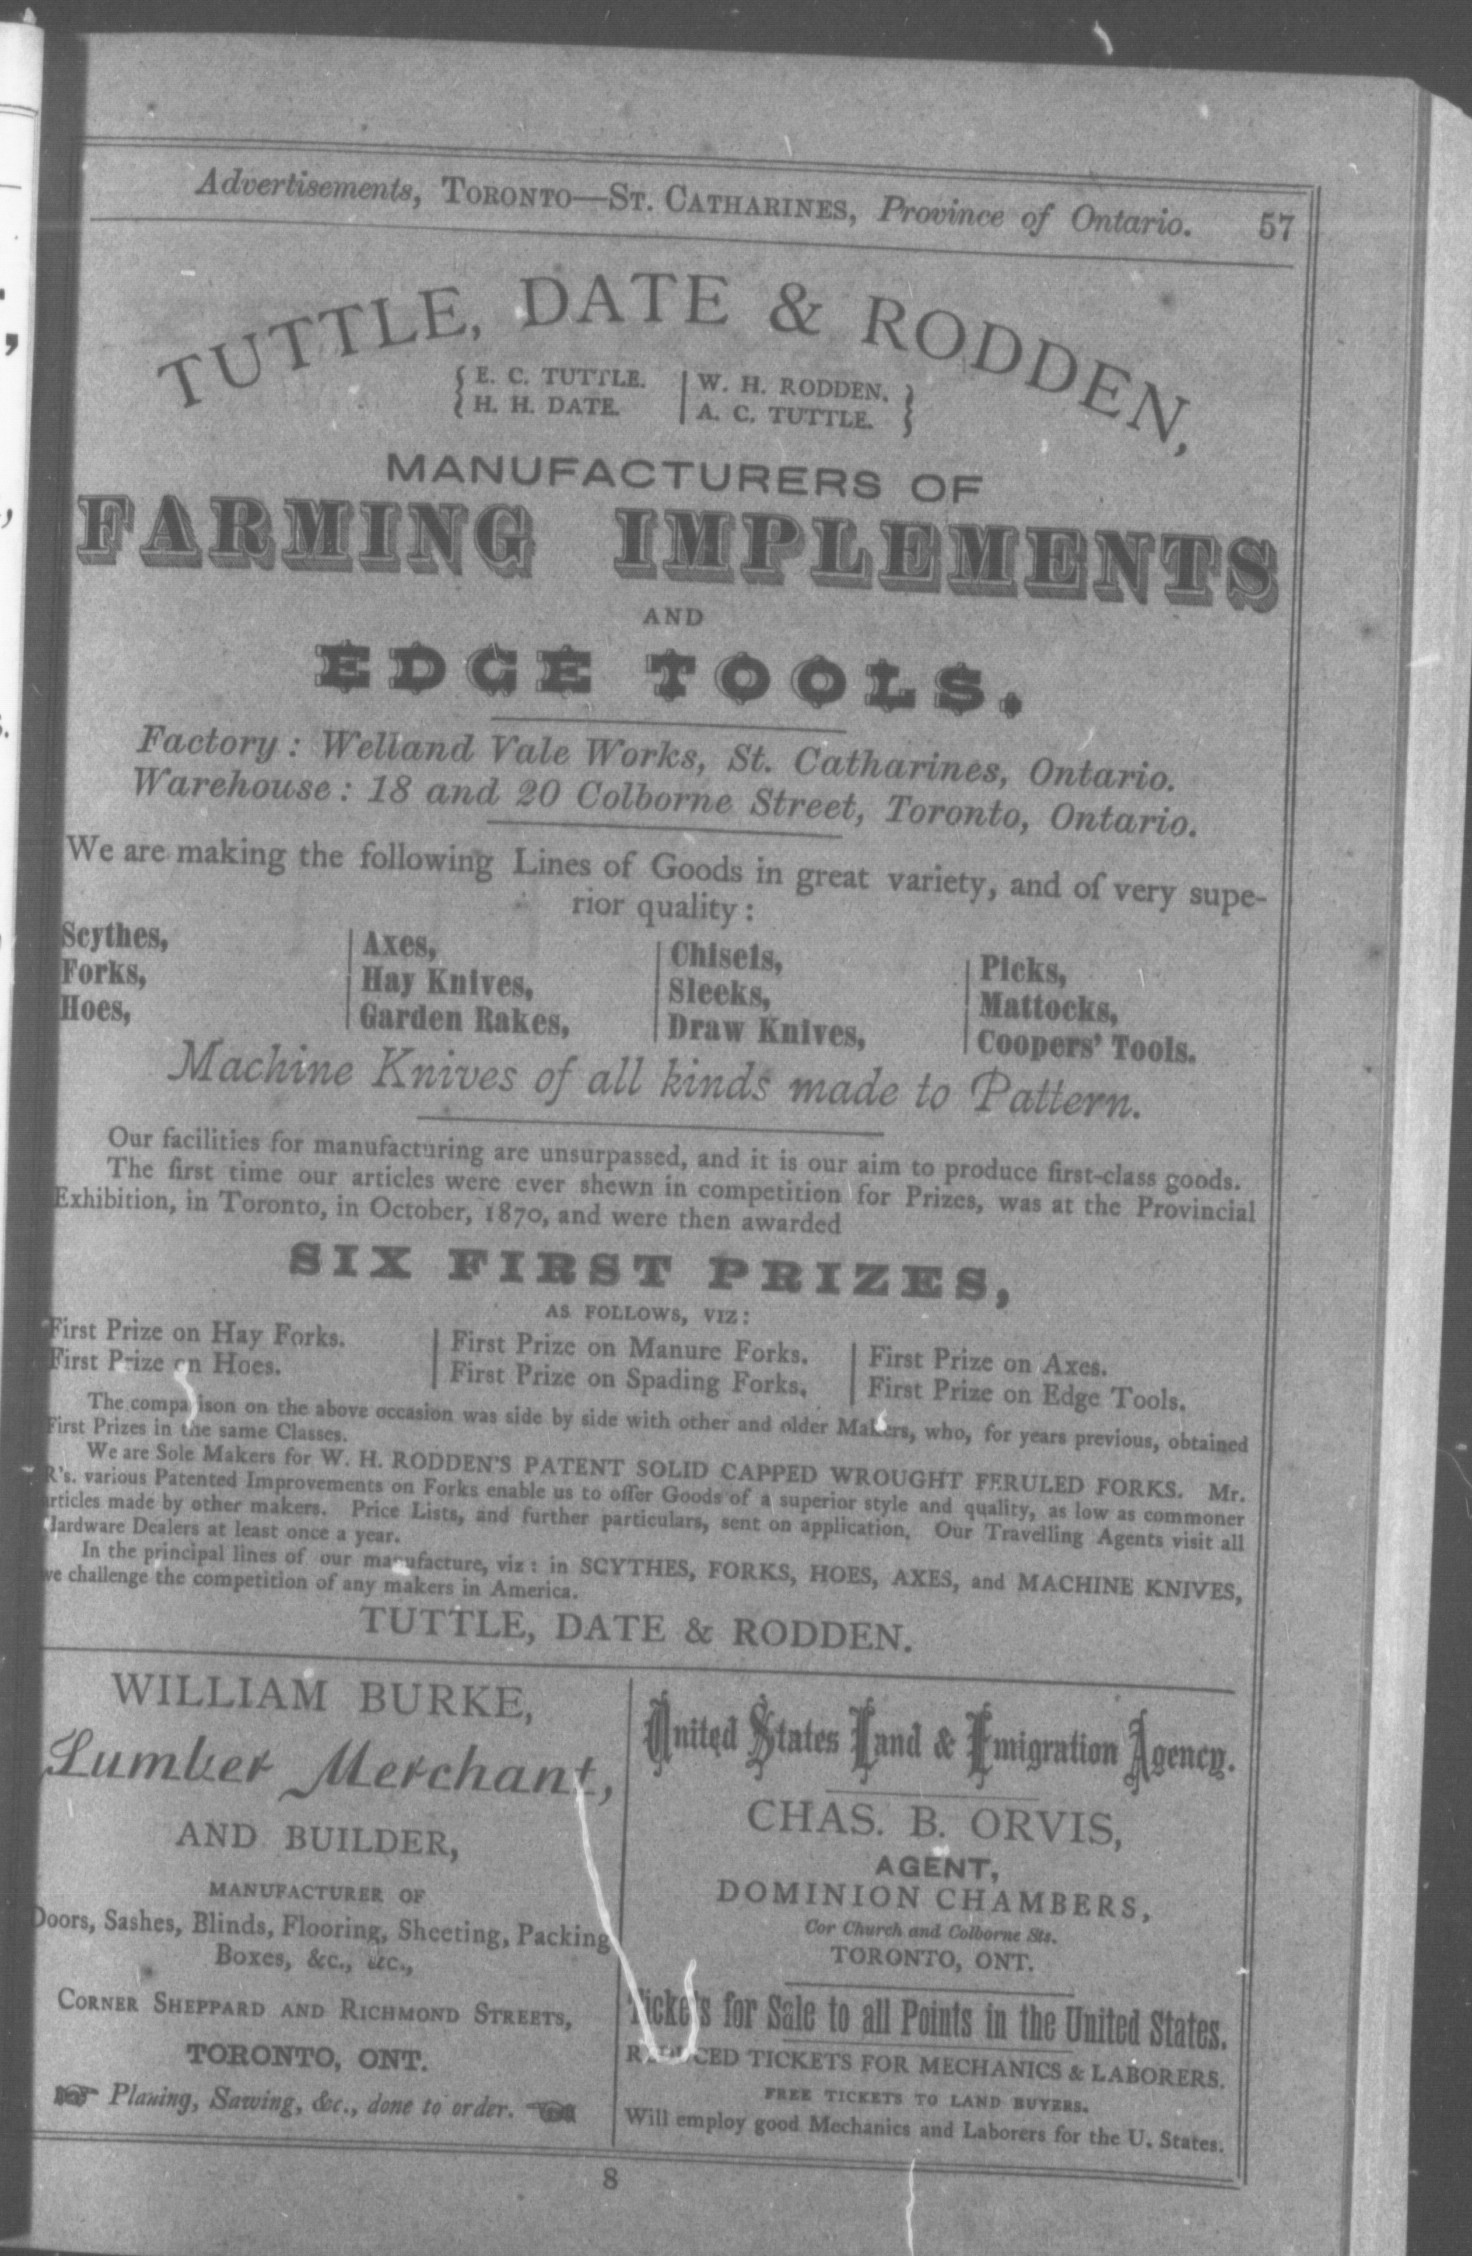 Advertisements, TORONTO—ST. CATHARINES, Province of Ontario. 57
TUTTLE, DATE & RODDEN,
E. C. TUTTLE. W. H. RODDEN.
H. H. DATE. A. C. TUTTLE.
MANUFACTURERS OF
FARMING IMPLEMENTS
AND
EDGE TOOLS.
Factory: Welland Vale Works, St. Catharines, Ontario.
Warehouse: 18 and 20 Colborne Street, Toronto, Ontario.
We are making the following Lines of Goods in great variety, and of very supe-
rior quality:
Scythes, Axes, Chisels, Picks,
Forks, Hay Knives, Sleeks, Mattocks,
Hoes, Garden Rakes, Draw Knives, Coopers' Tools.
Machine Knives of all kinds made to Pattern.
Our facilities for manufacturing are unsurpassed, and it is our aim to produce first-class goods.
The first time our articles were ever shewn in competition for Prizes, was at the Provincial
Exhibition, in Toronto, in October, 1870, and were then awarded
SIX FIRST PRIZES,
AS FOLLOWS, VIZ:
First Prize on Hay Forks. First Prize on Manure Forks. First Prize on Axes.
First Prize on Hoes. First Prize on Spading Forks. First Prize on Edge Tools.
The comparison on the above occasion was side by side with other and older Makers, who, for years previous, obtained
First Prizes in the same Classes.
We are Sole Makers for W. H. RODDEN'S PATENT SOLID CAPPED WROUGHT FERULED FORKS. Mr.
R's. various Patented Improvements on Forks enable us to offer Goods of a superior style and quality, as low as commoner
articles made by other makers. Price Lists, and further particulars, sent on application. Our Travelling Agents visit all
Hardware Dealers at least once a year.
In the principal lines of our manufacture, viz: in SCYTHES, FORKS, HOES, AXES, and MACHINE KNIVES,
we challenge the competition of any makers in America.
TUTTLE, DATE & RODDEN.
WILLIAM BURKE,
Lumber Merchant,
AND BUILDER,
MANUFACTURER OF
Doors, Sashes, Blinds, Flooring, Sheeting, Packing
Boxes, &c., &c.,
CORNER SHEPPARD AND RICHMOND STREETS,
TORONTO, ONT.
Planing, Sawing, &c., done to order.
United States Land & Emigration Agency.
CHAS. B. ORVIS,
AGENT,
DOMINION CHAMBERS,
Cor Church and Colborne Sts.
TORONTO, ONT.
Tickets for Sale to all Points in the United States.
REDUCED TICKETS FOR MECHANICS & LABORERS.
FREE TICKETS TO LAND BUYERS.
Will employ good Mechanics and Laborers for the U. States.
8